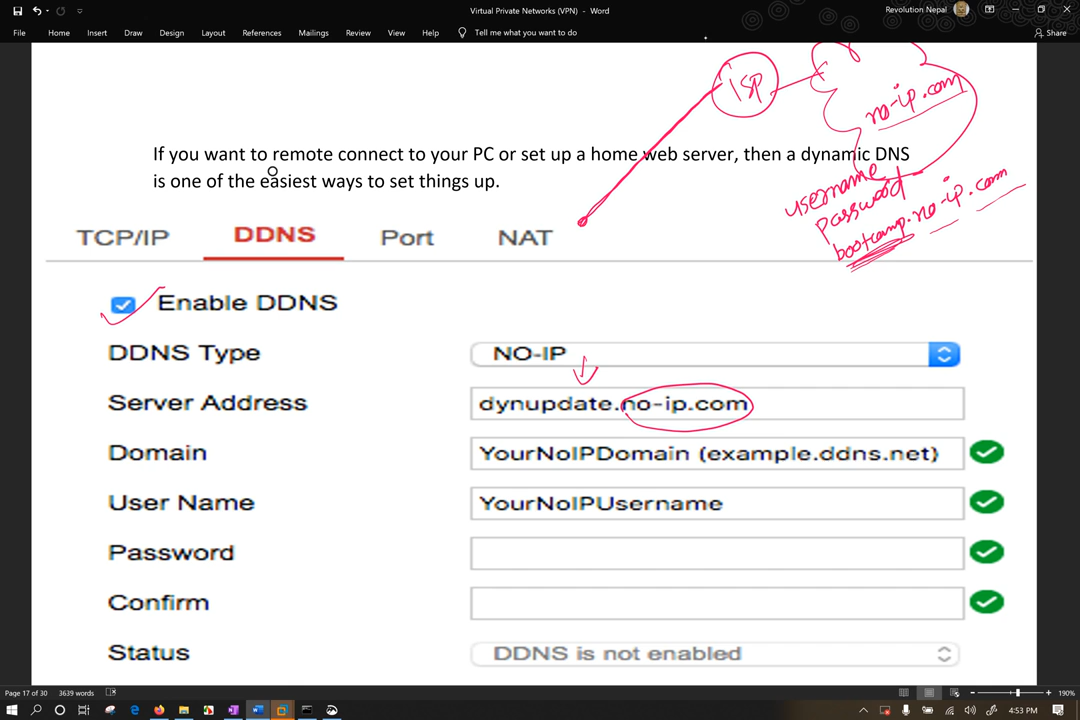 Virtual Private Networks (VPN) - Word
Revolution Nepal
File Home Insert Draw Design Layout References Mailings Review View Help Tell me what you want to do Share
ISP
no-ip.com
If you want to remote connect to your PC or set up a home web server, then a dynamic DNS
is one of the easiest ways to set things up.
username
password
bootcamp.no-ip.com
TCP/IP DDNS Port NAT
Enable DDNS
DDNS Type NO-IP
Server Address dynupdate.no-ip.com
Domain YourNoIPDomain (example.ddns.net)
User Name YourNoIPUsername
Password
Confirm
Status DDNS is not enabled
Page 17 of 30 3639 words 190%
4:53 PM